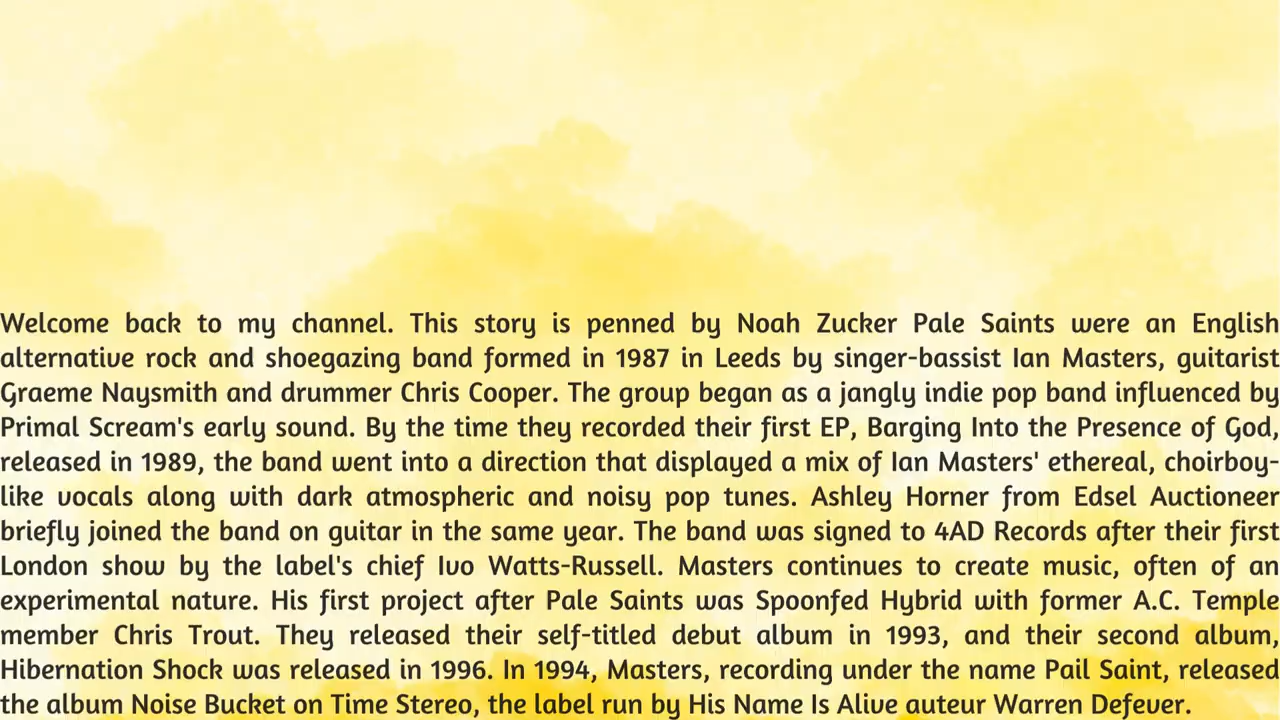 Welcome back to my channel. This story is penned by Noah Zucker Pale Saints were an English
alternative rock and shoegazing band formed in 1987 in Leeds by singer-bassist Ian Masters, guitarist
Graeme Naysmith and drummer Chris Cooper. The group began as a jangly indie pop band influenced by
Primal Scream's early sound. By the time they recorded their first EP, Barging Into the Presence of God,
released in 1989, the band went into a direction that displayed a mix of Ian Masters' ethereal, choirboy-
like vocals along with dark atmospheric and noisy pop tunes. Ashley Horner from Edsel Auctioneer
briefly joined the band on guitar in the same year. The band was signed to 4AD Records after their first
London show by the label's chief Ivo Watts-Russell. Masters continues to create music, often of an
experimental nature. His first project after Pale Saints was Spoonfed Hybrid with former A.C. Temple
member Chris Trout. They released their self-titled debut album in 1993, and their second album,
Hibernation Shock was released in 1996. In 1994, Masters, recording under the name Pail Saint, released
the album Noise Bucket on Time Stereo, the label run by His Name Is Alive auteur Warren Defever.